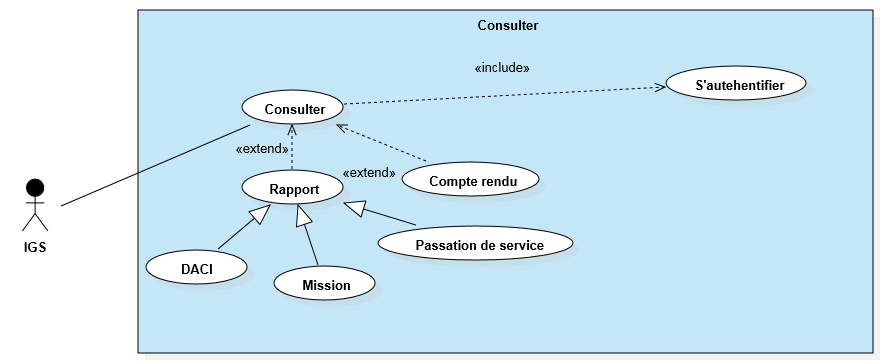 Consulter
«include»
S'autehentifier
Consulter
«extend»
«extend»
Compte rendu
Rapport
IGS
Passation de service
DACI
Mission